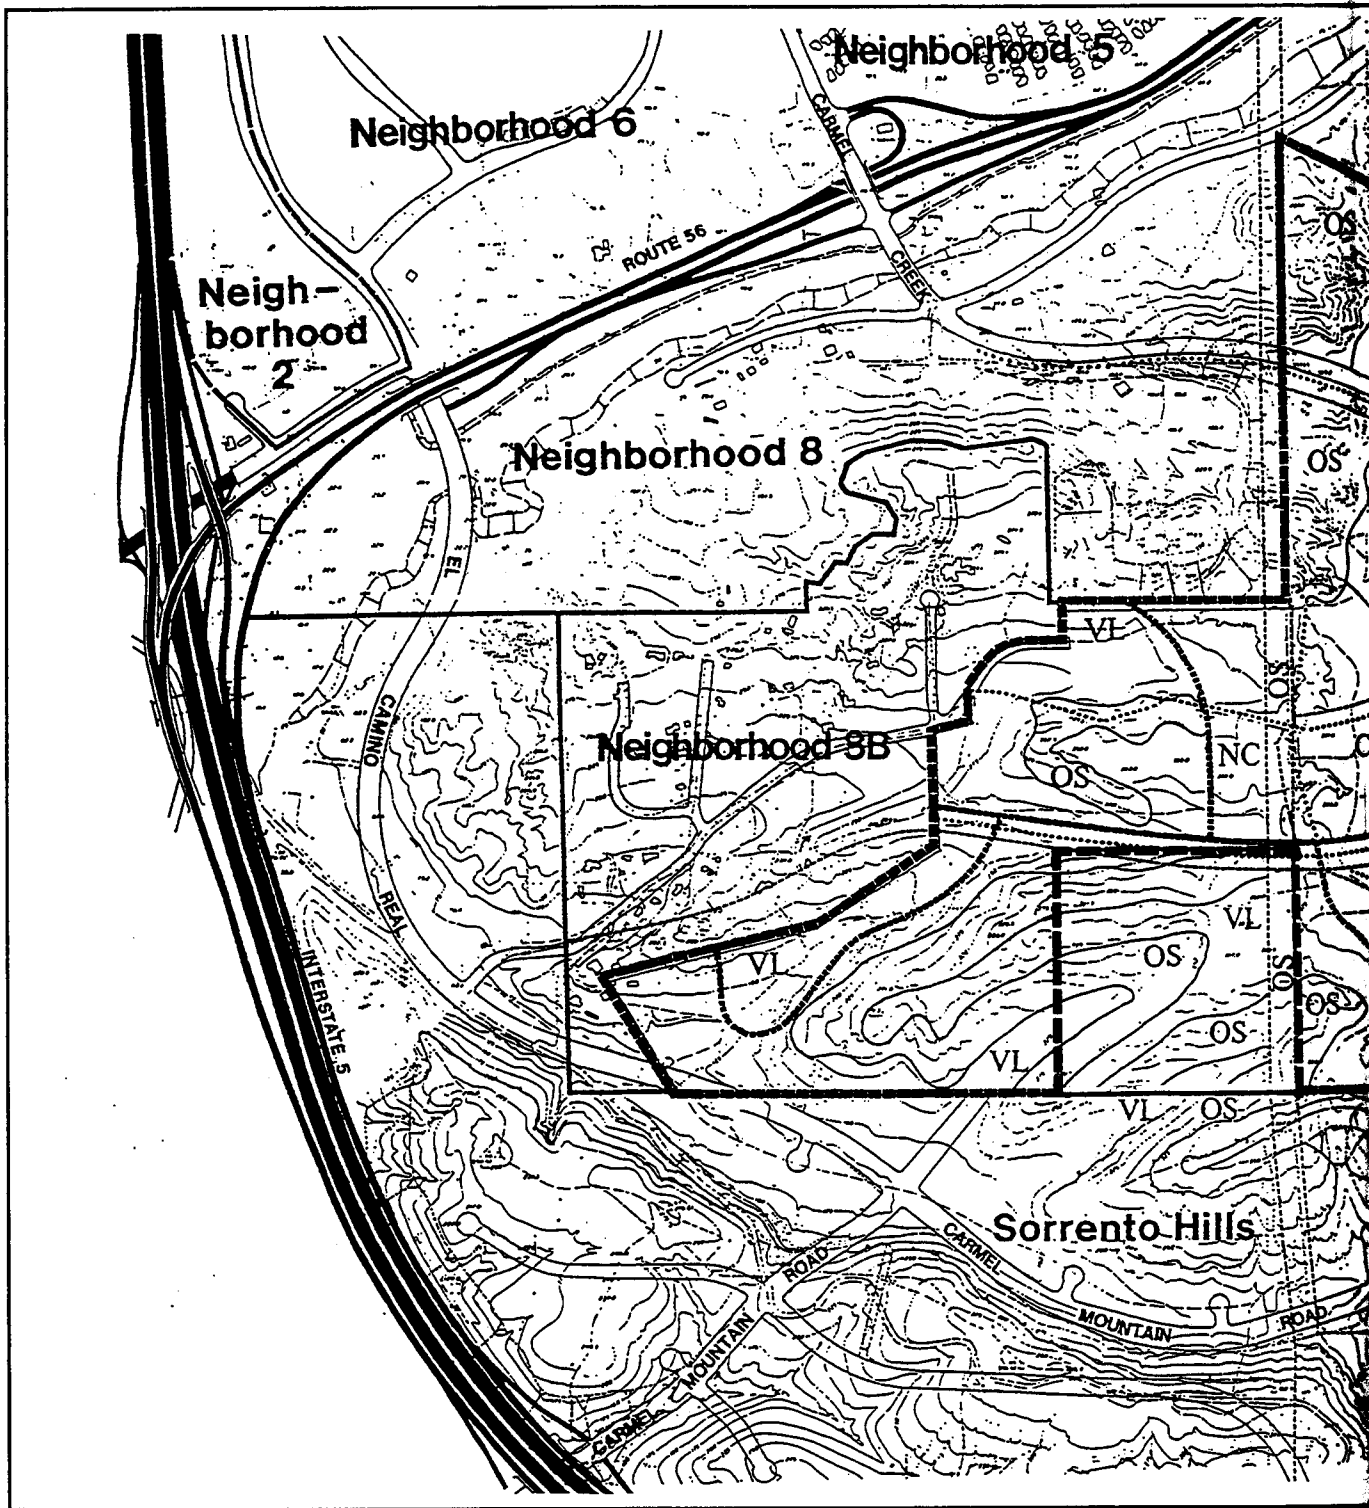 Neighborhood 5
Neighborhood 6
CARMEL
CREEK
ROUTE 56
Neigh-
borhood
2
OS
Neighborhood 8
OS
EL
CAMINO
REAL
VL
OS
NC
OS
Neighborhood 8B
VL
OS
VL
OS
OS
OS
VL
INTERSTATE 5
VL OS
Sorrento Hills
CARMEL
MOUNTAIN
ROAD
ROAD
MOUNTAIN
CARMEL